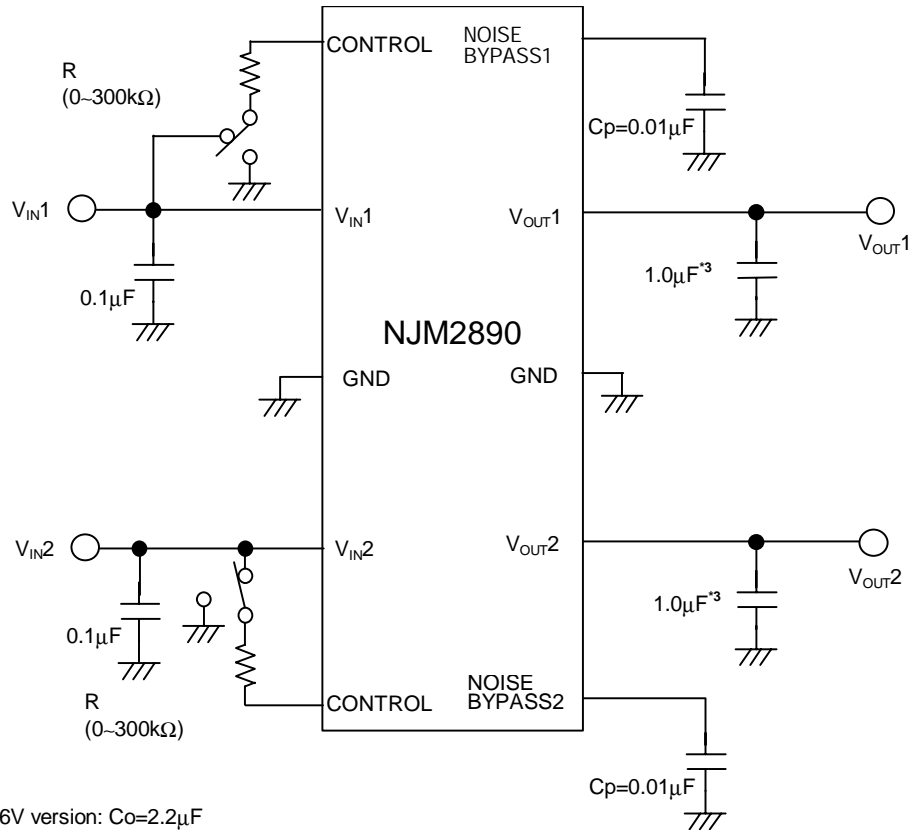 CONTROL
NOISE
BYPASS1
R
(0~300kΩ)
Cp=0.01μF
VIN1
VIN1
VOUT1
VOUT1
0.1μF
1.0μF*3
NJM2890
GND
GND
VIN2
VIN2
VOUT2
VOUT2
0.1μF
1.0μF*3
R
(0~300kΩ)
CONTROL
NOISE
BYPASS2
Cp=0.01μF
6V version: Co=2.2μF